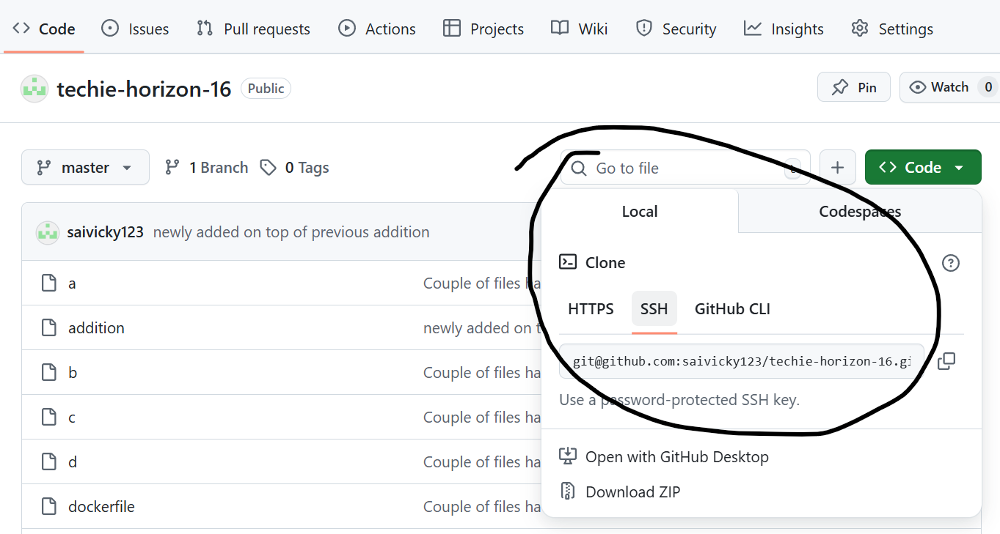 Code Issues Pull requests Actions Projects Wiki Security Insights Settings
techie-horizon-16 Public Pin Watch 0
master 1 Branch 0 Tags Go to file t Code
Local Codespaces
saivicky123 newly added on top of previous addition
Clone
a Couple of files ha
HTTPS SSH GitHub CLI
addition newly added on t
git@github.com:saivicky123/techie-horizon-16.gi
b Couple of files ha
Use a password-protected SSH key.
c Couple of files ha
Open with GitHub Desktop
d Couple of files ha
Download ZIP
dockerfile Couple of files ha